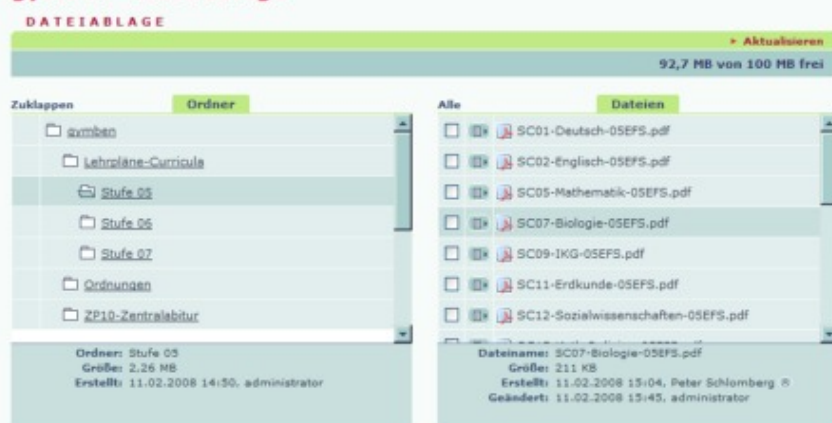 DATEIABLAGE
Aktualisieren
92,7 MB von 100 MB frei
Zuklappen Ordner
gymben
Lehrpläne-Curricula
Stufe 05
Stufe 06
Stufe 07
Ordnungen
ZP10-Zentralabitur
Ordner: Stufe 05
Größe: 2.26 MB
Erstellt: 11.02.2008 14:50, administrator
Alle Dateien
SC01-Deutsch-05EFS.pdf
SC02-Englisch-05EFS.pdf
SC05-Mathematik-05EFS.pdf
SC07-Biologie-05EFS.pdf
SC09-IKG-05EFS.pdf
SC11-Erdkunde-05EFS.pdf
SC12-Sozialwissenschaften-05EFS.pdf
Dateiname: SC07-Biologie-05EFS.pdf
Größe: 211 KB
Erstellt: 11.02.2008 15:04, Peter Schlomberg
Geändert: 11.02.2008 15:45, administrator